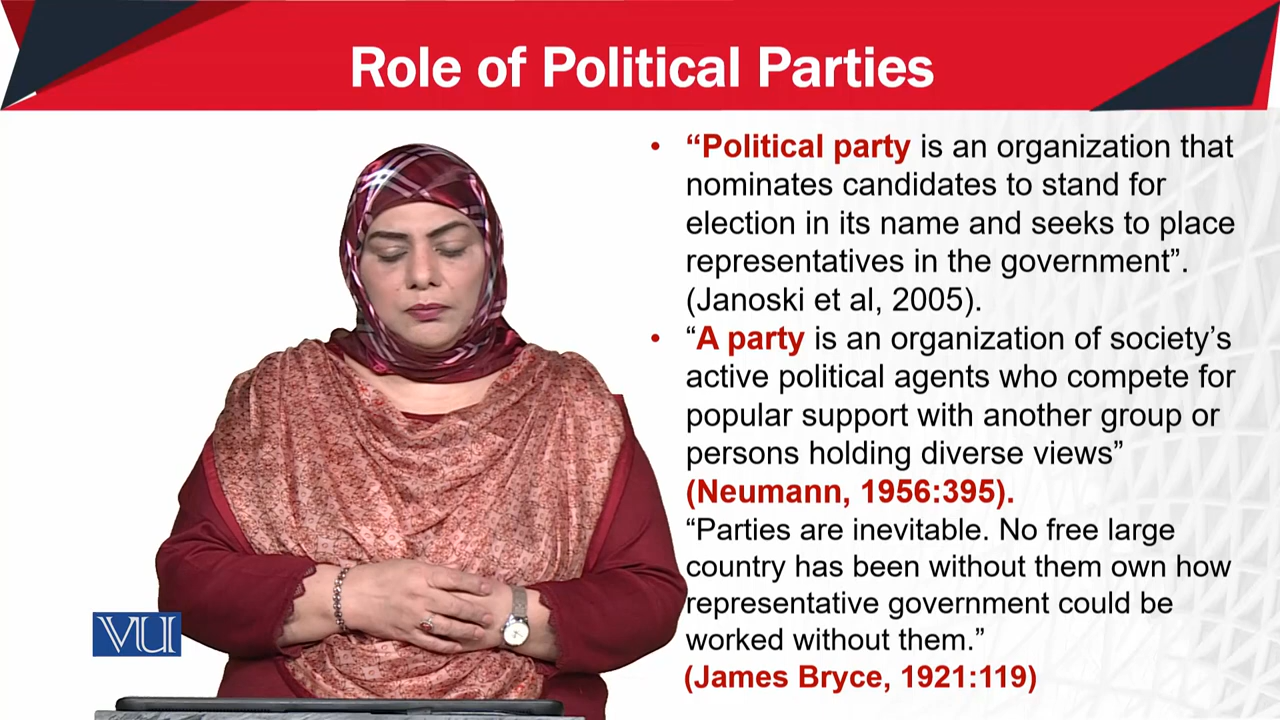 Role of Political Parties
• “Political party is an organization that
nominates candidates to stand for
election in its name and seeks to place
representatives in the government”.
(Janoski et al, 2005).
• “A party is an organization of society’s
active political agents who compete for
popular support with another group or
persons holding diverse views”
(Neumann, 1956:395).
“Parties are inevitable. No free large
country has been without them own how
representative government could be
worked without them.”
(James Bryce, 1921:119)
VU